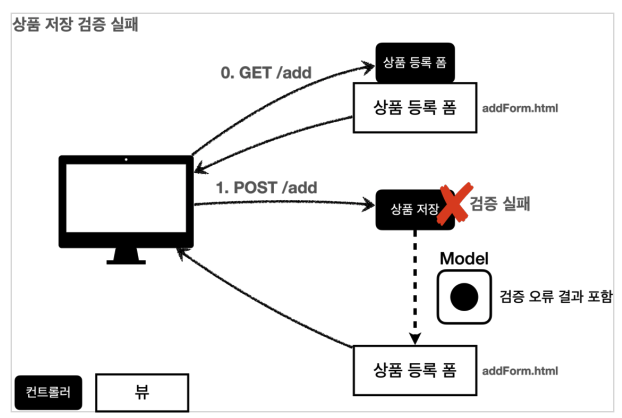 상품 저장 검증 실패
0. GET /add
상품 등록 폼
상품 등록 폼
addForm.html
1. POST /add
상품 저장
검증 실패
Model
검증 오류 결과 포함
상품 등록 폼
addForm.html
컨트롤러
뷰